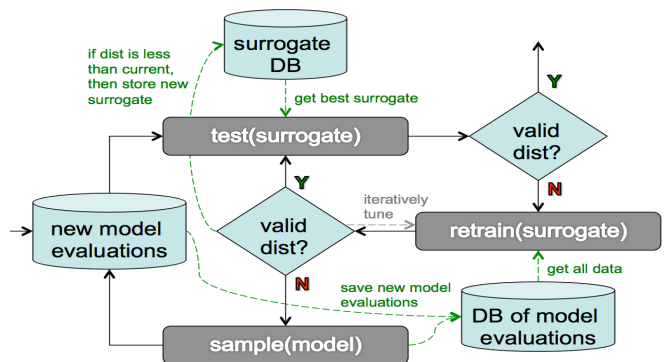 if dist is less
than current,
then store new
surrogate
surrogate
DB
get best surrogate
Y
test(surrogate)
valid
dist?
Y
N
iteratively
tune
new model
evaluations
valid
dist?
retrain(surrogate)
N
save new model
evaluations
get all data
DB of model
evaluations
sample(model)